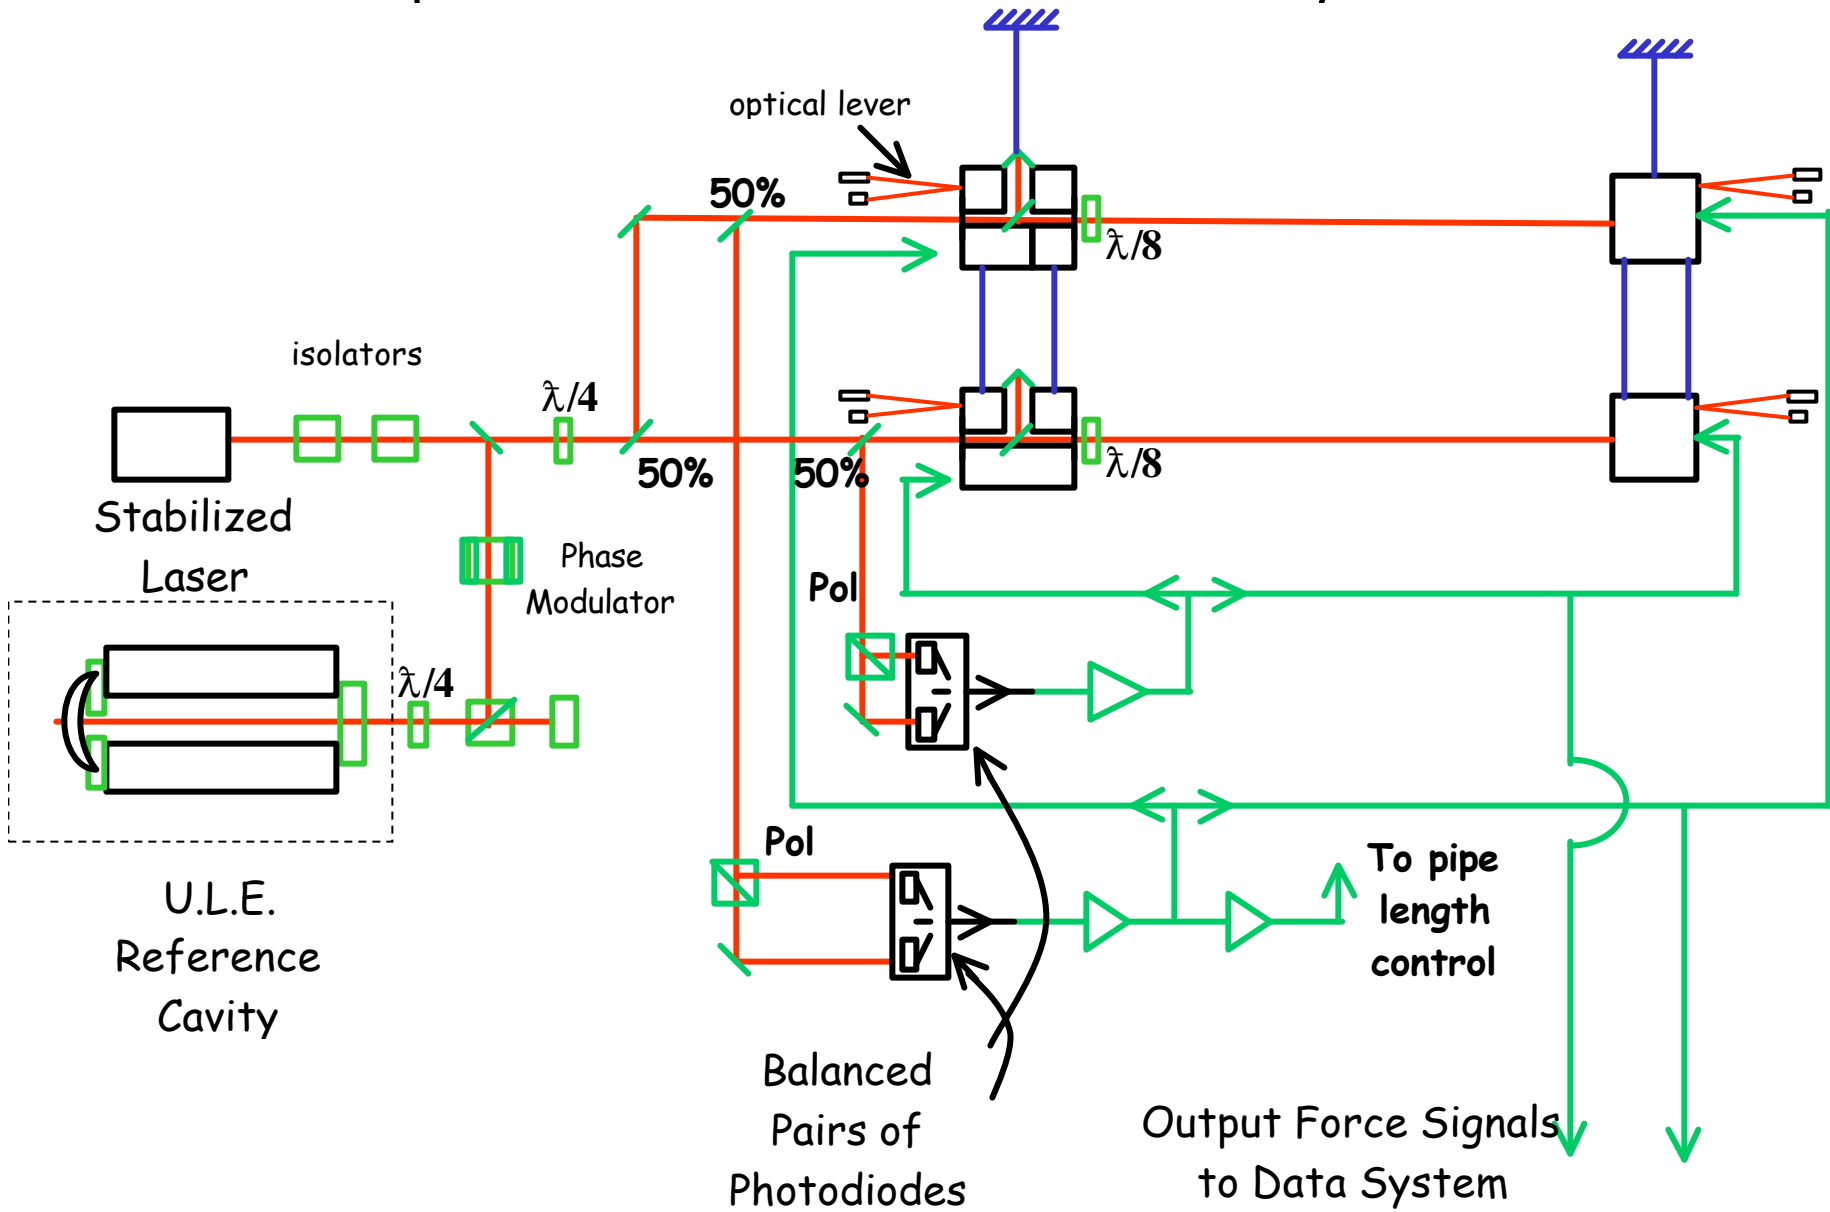 optical lever
50%
λ/8
isolators
λ/4
50%
50%
λ/8
Stabilized
Laser
Phase
Modulator
Pol
λ/4
Pol
To pipe
length
control
U.L.E.
Reference
Cavity
Balanced
Pairs of
Photodiodes
Output Force Signals
to Data System